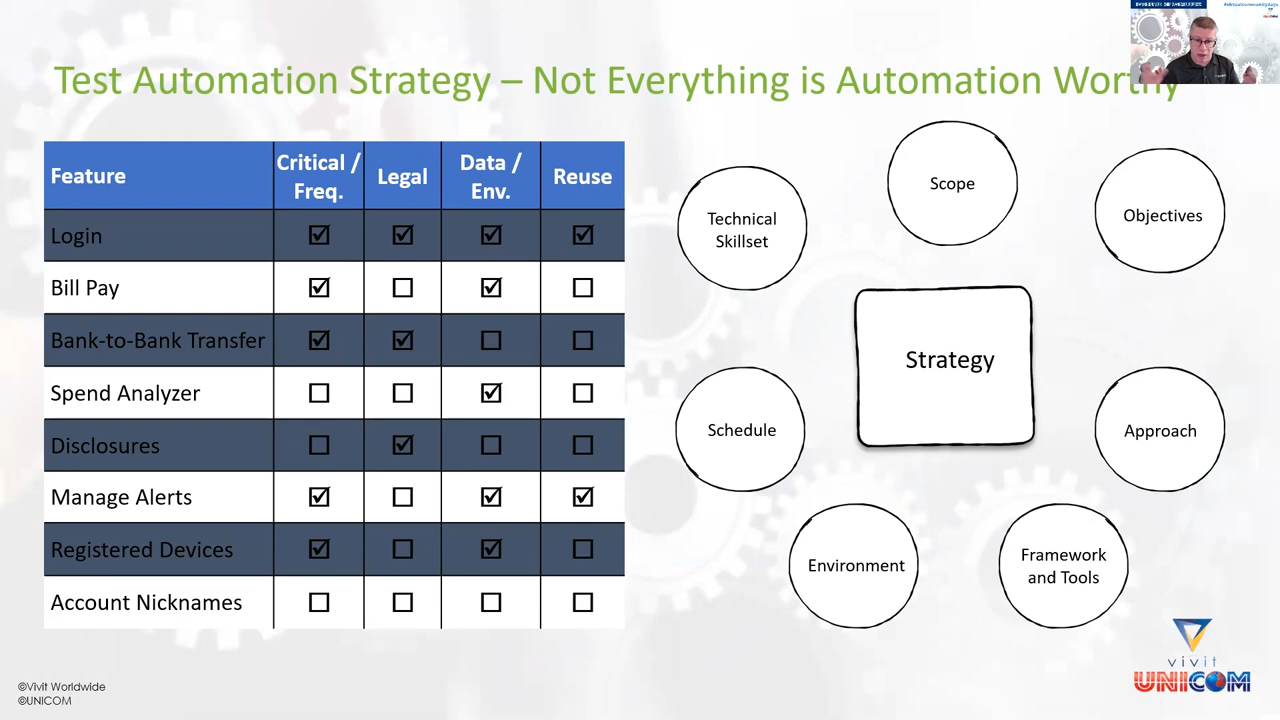 Test Automation Strategy – Not Everything is Automation Worthy
Feature
Critical /
Freq.
Legal
Data /
Env.
Reuse
Login
Bill Pay
Bank-to-Bank Transfer
Spend Analyzer
Disclosures
Manage Alerts
Registered Devices
Account Nicknames
Technical
Skillset
Scope
Objectives
Strategy
Schedule
Approach
Environment
Framework
and Tools
©Vivit Worldwide
©UNICOM
vivit
UNICOM